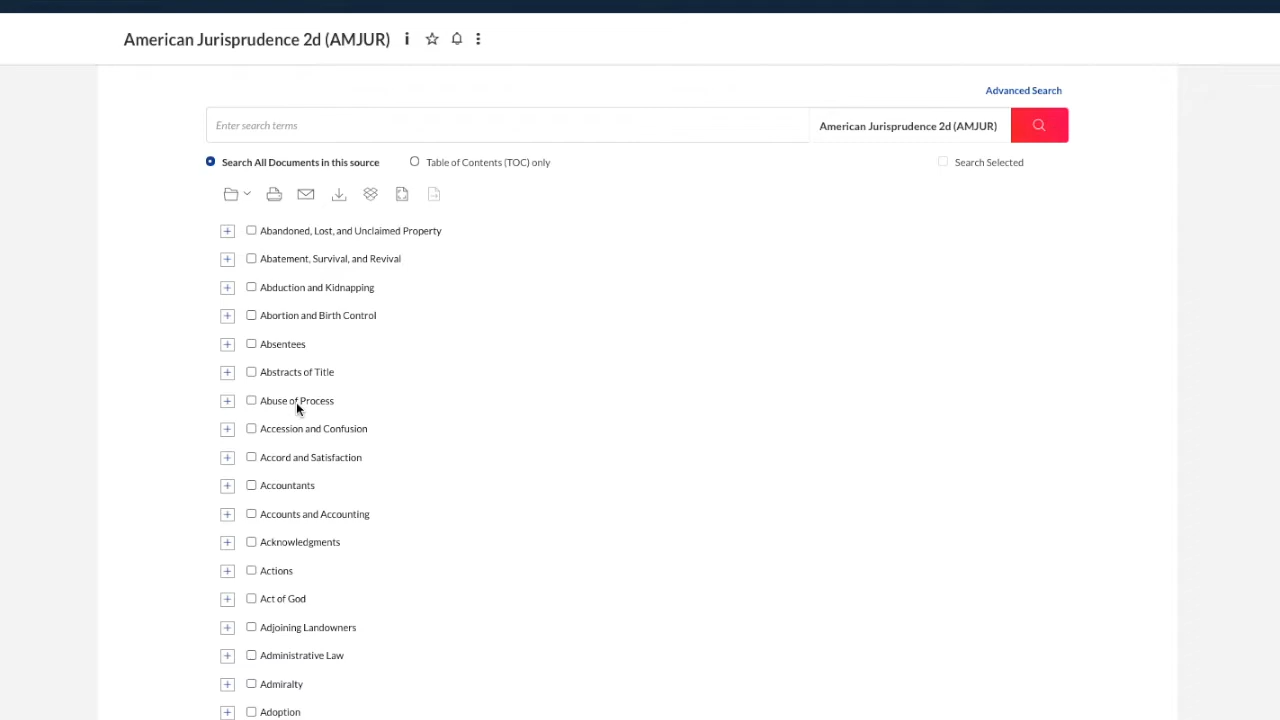 American Jurisprudence 2d (AMJUR)
Advanced Search
Enter search terms American Jurisprudence 2d (AMJUR)
Search All Documents in this source Table of Contents (TOC) only Search Selected
Abandoned, Lost, and Unclaimed Property
Abatement, Survival, and Revival
Abduction and Kidnapping
Abortion and Birth Control
Absentees
Abstracts of Title
Abuse of Process
Accession and Confusion
Accord and Satisfaction
Accountants
Accounts and Accounting
Acknowledgments
Actions
Act of God
Adjoining Landowners
Administrative Law
Admiralty
Adoption